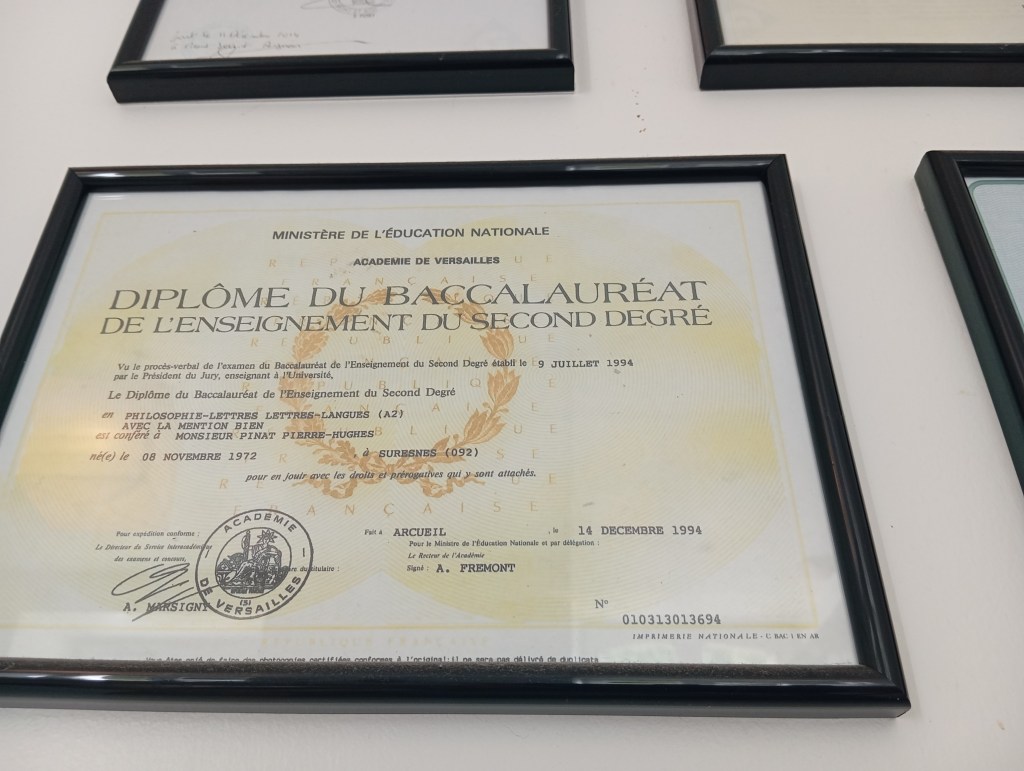 MINISTÈRE DE L'ÉDUCATION NATIONALE
ACADEMIE DE VERSAILLES
DIPLÔME DU BACCALAURÉAT
DE L'ENSEIGNEMENT DU SECOND DEGRÉ
Vu le procès-verbal de l'examen du Baccalauréat de l'Enseignement du Second Degré établi le 9 JUILLET 1994
par le Président du Jury, enseignant à l'Université,
Le Diplôme du Baccalauréat de l'Enseignement du Second Degré
en PHILOSOPHIE-LETTRES LETTRES-LANGUES (A2)
AVEC LA MENTION BIEN
est conféré à MONSIEUR PINAT PIERRE-HUGHES
né(e) le 08 NOVEMBRE 1972 , à SURESNES (092)
pour en jouir avec les droits et prérogatives qui y sont attachés.
Pour expédition conforme :
Le Directeur du Service
des examens et concours,
A. MARSIGNY
ACADÉMIE
DE VERSAILLES
(S)
du titulaire :
Fait à ARCUEIL , le 14 DECEMBRE 1994
Pour le Ministre de l'Éducation Nationale et par délégation :
Le Recteur de l'Académie
Signé : A. FREMONT
N°
010313013694
IMPRIMERIE NATIONALE
RÉPUBLIQUE FRANÇAISE